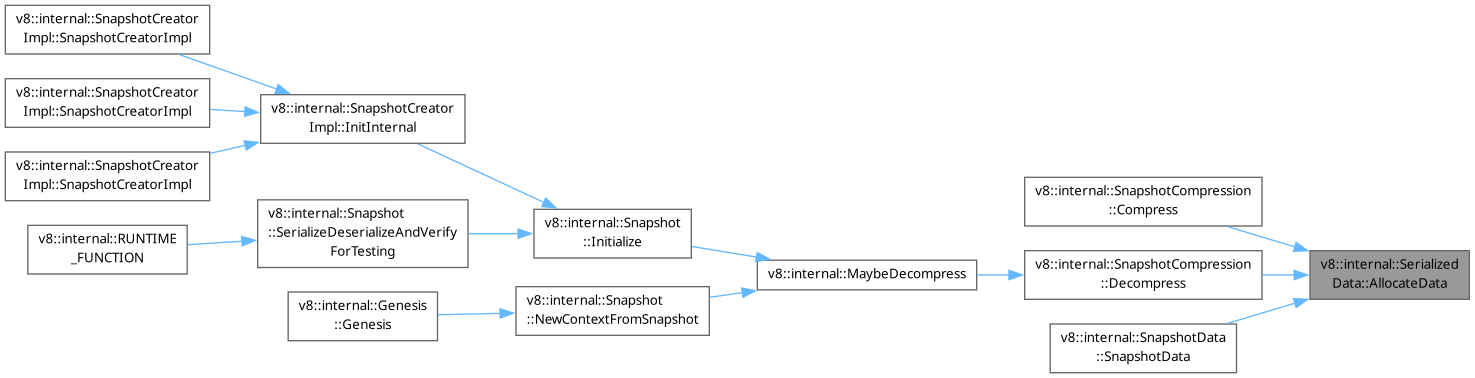 v8::internal::SnapshotCreator
Impl::SnapshotCreatorImpl
v8::internal::SnapshotCreator
Impl::SnapshotCreatorImpl
v8::internal::SnapshotCreator
Impl::InitInternal
v8::internal::SnapshotCreator
Impl::SnapshotCreatorImpl
v8::internal::RUNTIME
_FUNCTION
v8::internal::Snapshot
::SerializeDeserializeAndVerify
ForTesting
v8::internal::Snapshot
::Initialize
v8::internal::Genesis
::Genesis
v8::internal::Snapshot
::NewContextFromSnapshot
v8::internal::MaybeDecompress
v8::internal::SnapshotCompression
::Compress
v8::internal::SnapshotCompression
::Decompress
v8::internal::SnapshotData
::SnapshotData
v8::internal::Serialized
Data::AllocateData